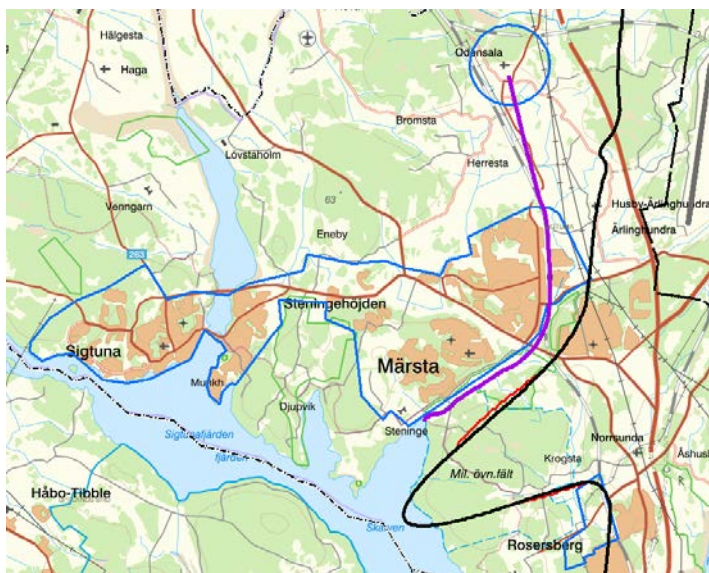 Hälgesta
Haga
Odensala
Bromsta
Lövstaholm
Herresta
Venngarn
63
Husby-Ärlinghundra
Ärlinghundra
Eneby
263
Steningehöjden
Sigtuna
Märsta
Munkh
Djupvik
Steninge
Sigtunafjärden
fjärden
Norrsunda
Krogsta
Åshus
Mil. övn.fält
Håbo-Tibble
Skarven
Rosersberg